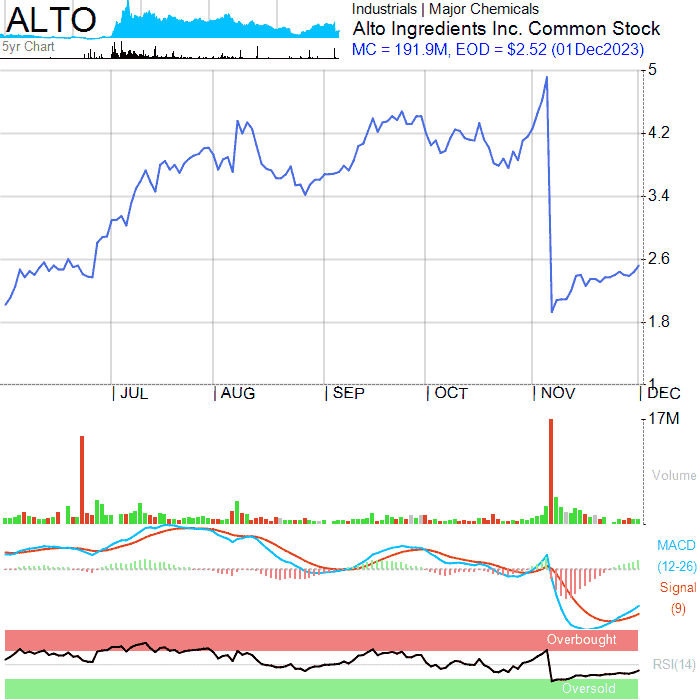 ALTO
Industrials | Major Chemicals
Alto Ingredients Inc. Common Stock
5yr Chart
MC = 191.9M, EOD = $2.52 (01Dec2023)
5
4.2
3.4
2.6
1.8
1
JUL
AUG
SEP
OCT
NOV
DEC
17M
Volume
MACD
(12-26)
Signal
(9)
Overbought
RSI(14)
Oversold